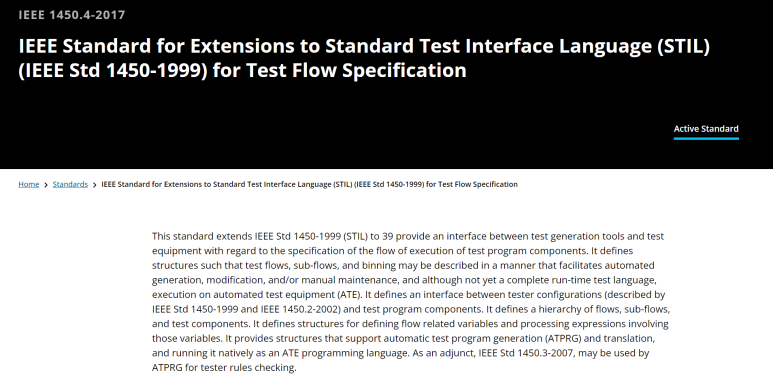 IEEE 1450.4-2017
IEEE Standard for Extensions to Standard Test Interface Language (STIL)
(IEEE Std 1450-1999) for Test Flow Specification
Active Standard
Home > Standards > IEEE Standard for Extensions to Standard Test Interface Language (STIL) (IEEE Std 1450-1999) for Test Flow Specification
This standard extends IEEE Std 1450-1999 (STIL) to 39 provide an interface between test generation tools and test
equipment with regard to the specification of the flow of execution of test program components. It defines
structures such that test flows, sub-flows, and binning may be described in a manner that facilitates automated
generation, modification, and/or manual maintenance, and although not yet a complete run-time test language,
execution on automated test equipment (ATE). It defines an interface between tester configurations (described by
IEEE Std 1450-1999 and IEEE 1450.2-2002) and test program components. It defines a hierarchy of flows, sub-flows,
and test components. It defines structures for defining flow related variables and processing expressions involving
those variables. It provides structures that support automatic test program generation (ATPRG) and translation,
and running it natively as an ATE programming language. As an adjunct, IEEE Std 1450.3-2007, may be used by
ATPRG for tester rules checking.